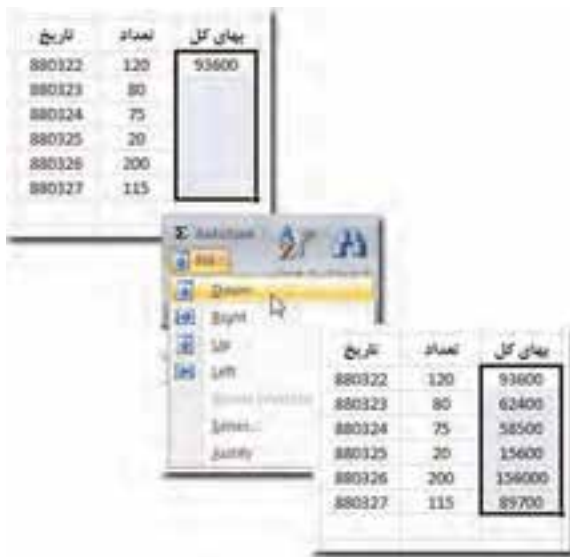 تاریخ تعداد بهای کل
880322 120 93600
880323 80
880324 75
880325 20
880326 200
880327 115
Σ AutoSum
Fill
Down
Right
Up
Left
Series...
Justify
تاریخ تعداد بهای کل
880322 120 93600
880323 80 62400
880324 75 58500
880325 20 15600
880326 200 156000
880327 115 89700